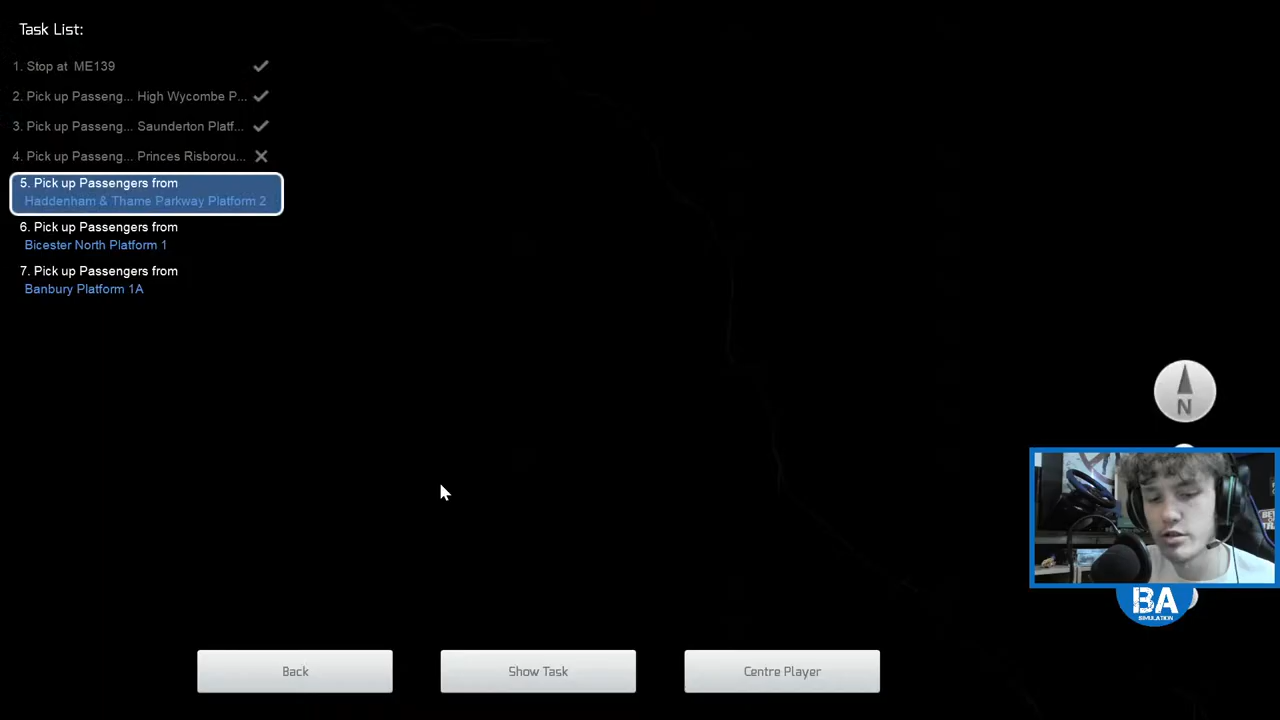 Task List:
1. Stop at ME139
2. Pick up Passeng... High Wycombe P...
3. Pick up Passeng... Saunderton Platf...
4. Pick up Passeng... Princes Risborou...
5. Pick up Passengers from
Haddenham & Thame Parkway Platform 2
6. Pick up Passengers from
Bicester North Platform 1
7. Pick up Passengers from
Banbury Platform 1A
N
BA
SIMULATION
Back
Show Task
Centre Player